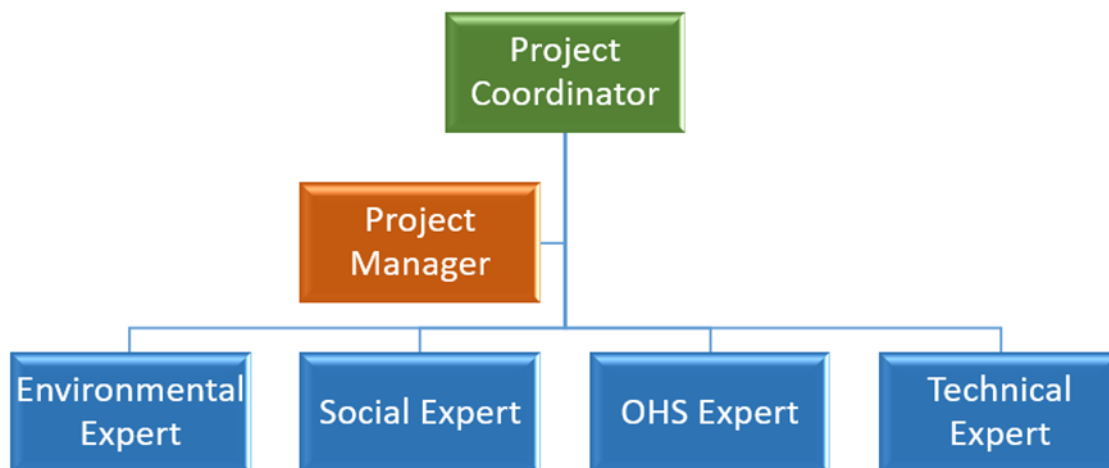 Project
Coordinator
Project
Manager
Environmental
Expert
Social Expert
OHS Expert
Technical
Expert